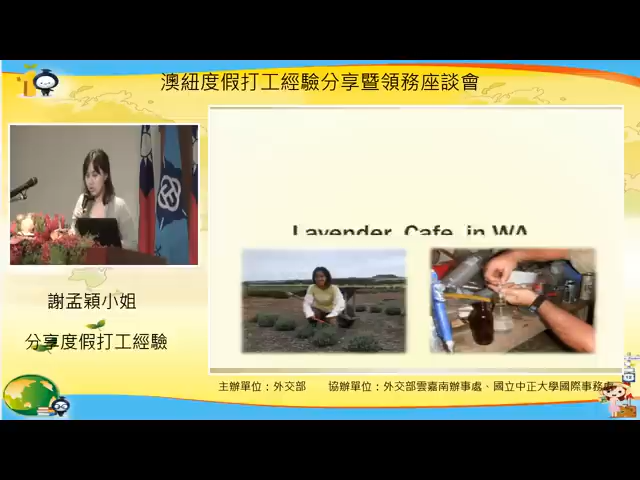 澳紐度假打工經驗分享暨領務座談會
Lavender Cafe in WA
謝孟穎小姐
分享度假打工經驗
主辦單位：外交部 協辦單位：外交部雲嘉南辦事處、國立中正大學國際事務處